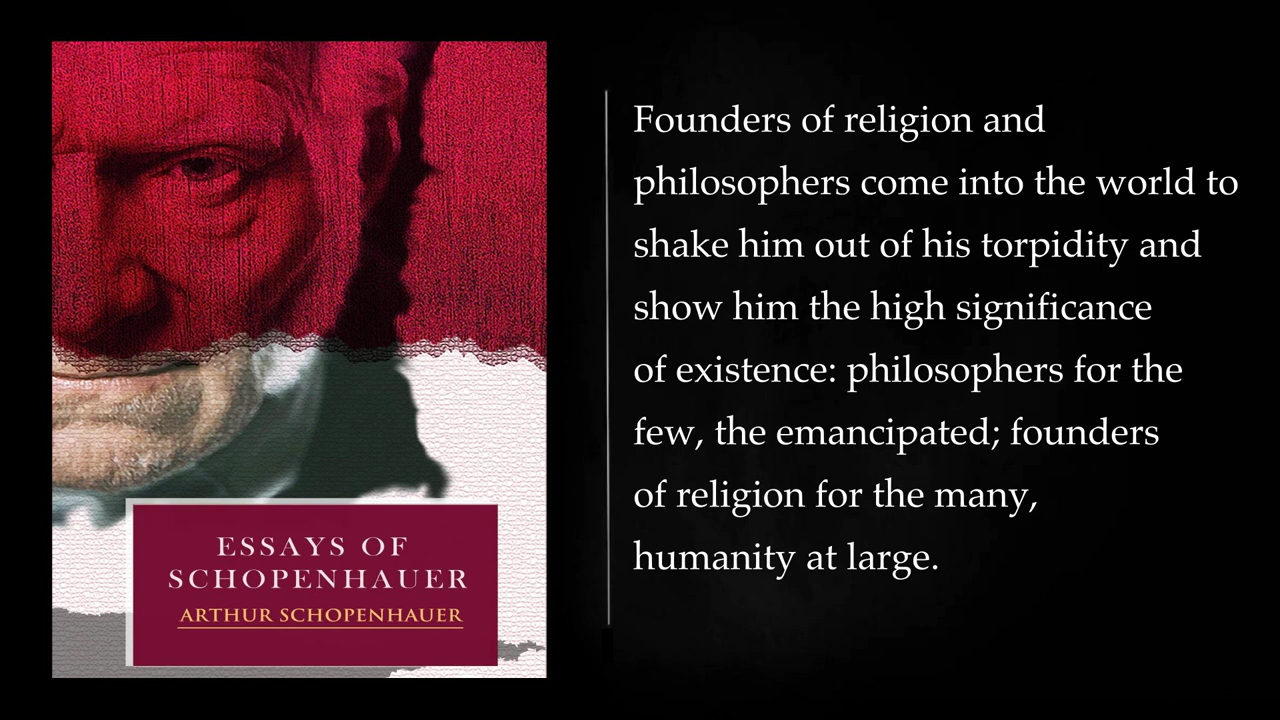 ESSAYS OF
SCHOPENHAUER
ARTHUR SCHOPENHAUER
Founders of religion and
philosophers come into the world to
shake him out of his torpidity and
show him the high significance
of existence: philosophers for the
few, the emancipated; founders
of religion for the many,
humanity at large.